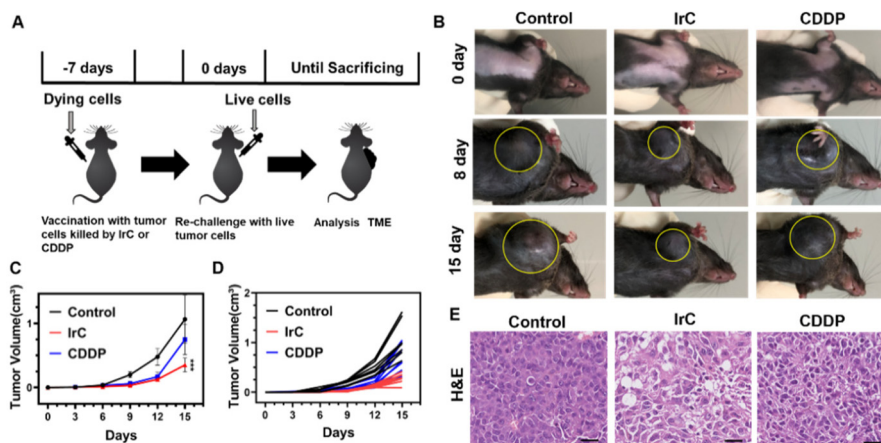 A
-7 days
0 days
Until Sacrificing
Dying cells
Live cells
Vaccination with tumor
cells killed by IrC or
CDDP
Re-challenge with live
tumor cells
Analysis TME
B
Control
IrC
CDDP
0 day
8 day
15 day
C
Tumor Volume(cm³)
1
0
Control
IrC
CDDP
***
0 3 6 9 12 15
Days
D
Tumor Volume(cm³)
2
1
0
Control
IrC
CDDP
0 3 6 9 12 15
Days
E
Control
IrC
CDDP
H&E